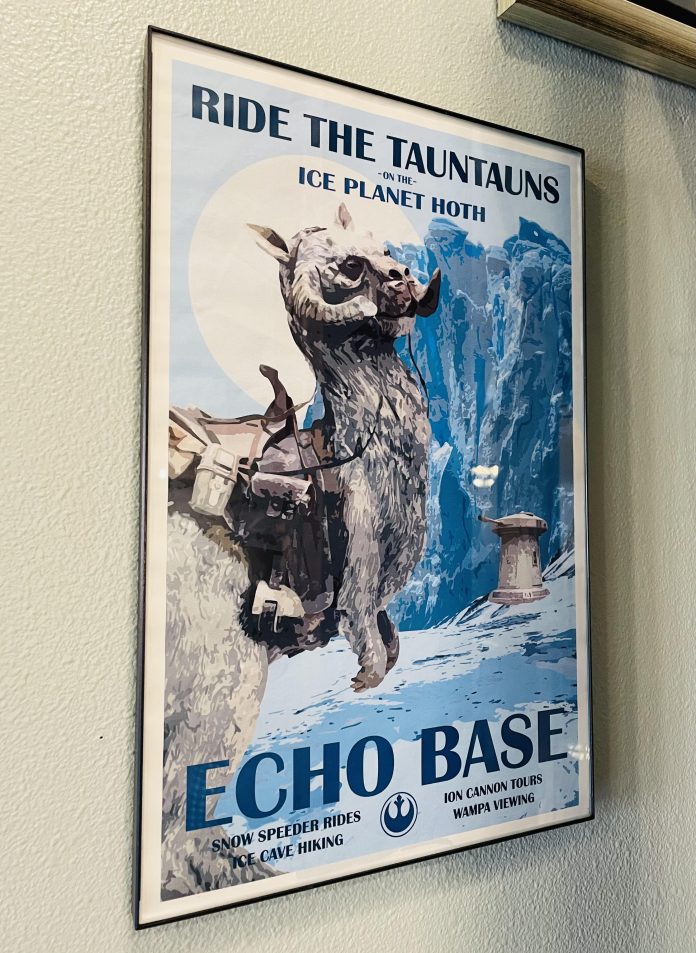 RIDE THE TAUNTAUNS
-ON THE-
ICE PLANET HOTH
ECHO BASE
SNOW SPEEDER RIDES
ICE CAVE HIKING
ION CANNON TOURS
WAMPA VIEWING